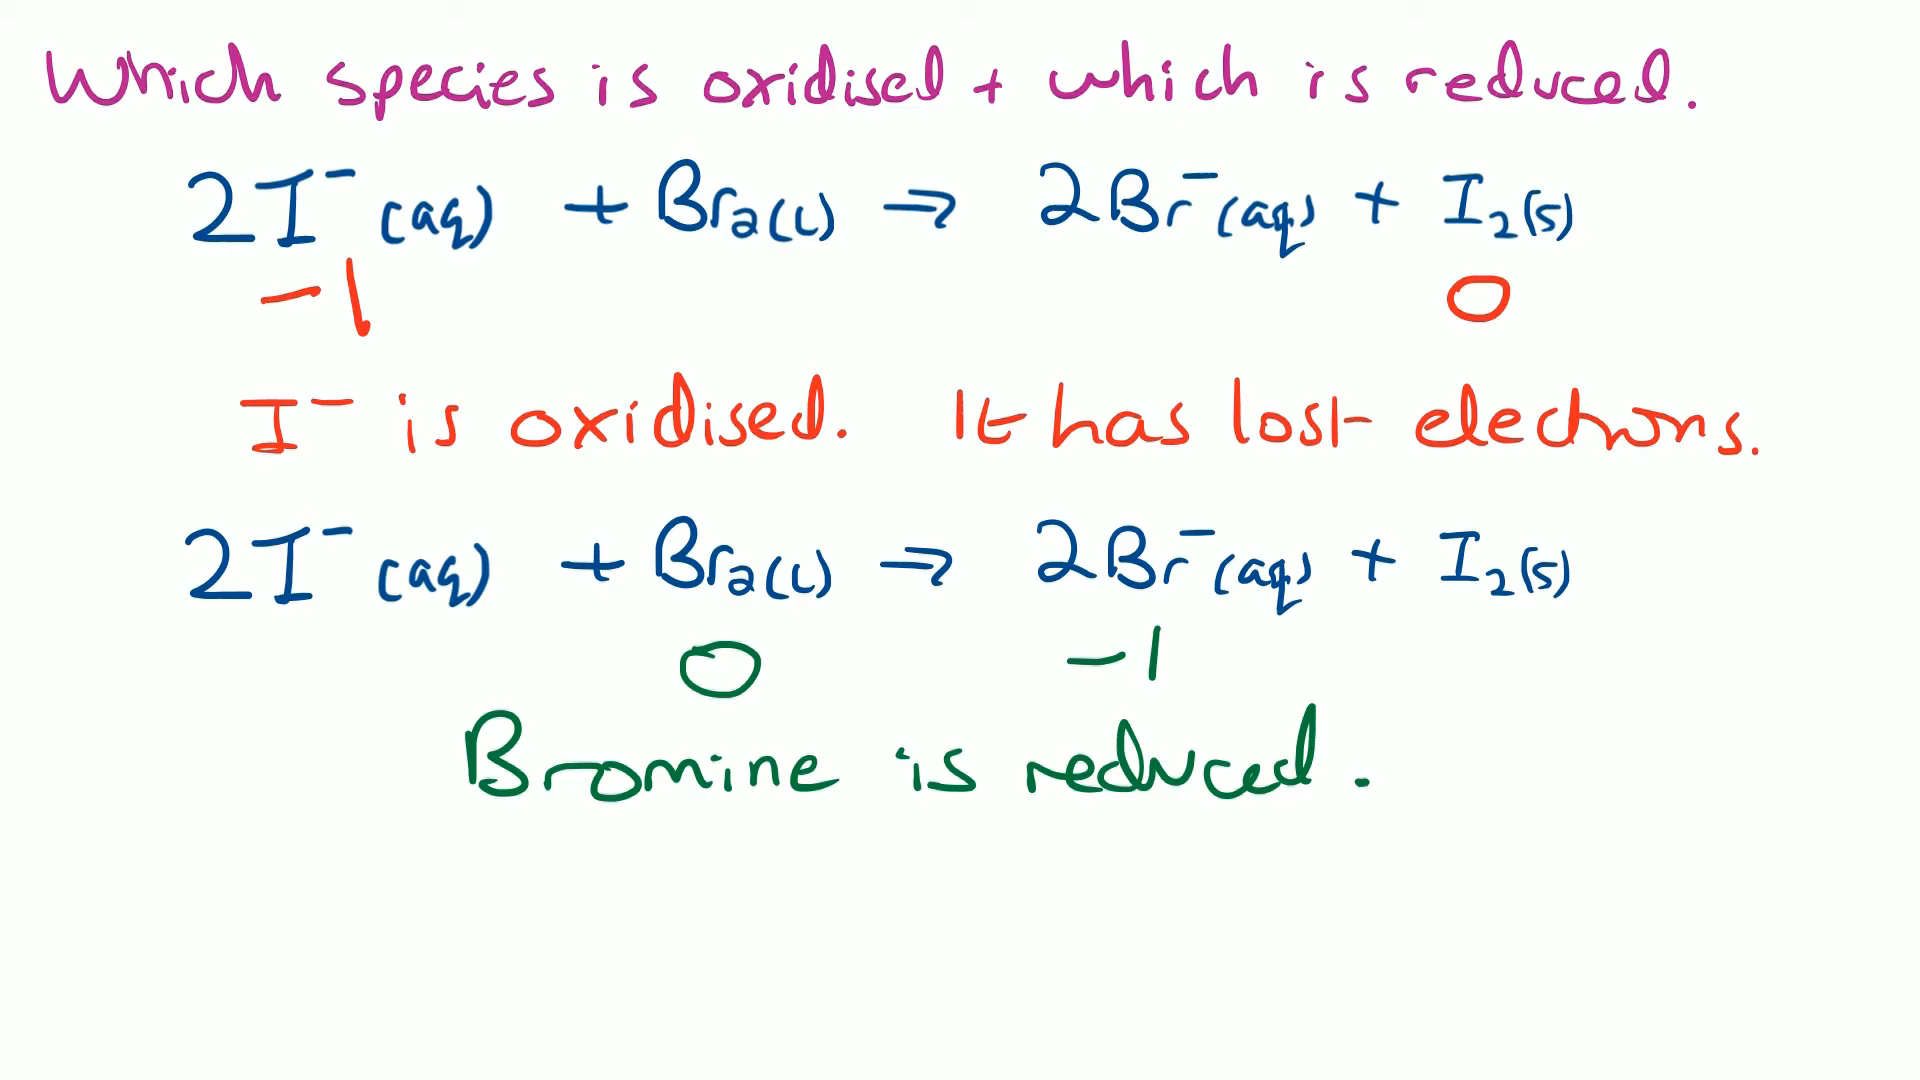 Which species is oxidised + which is reduced.
2I⁻(aq) + Br₂(l) → 2Br⁻(aq) + I₂(s)
-1 0
I⁻ is oxidised. It has lost electrons.
2I⁻(aq) + Br₂(l) → 2Br⁻(aq) + I₂(s)
0 -1
Bromine is reduced.